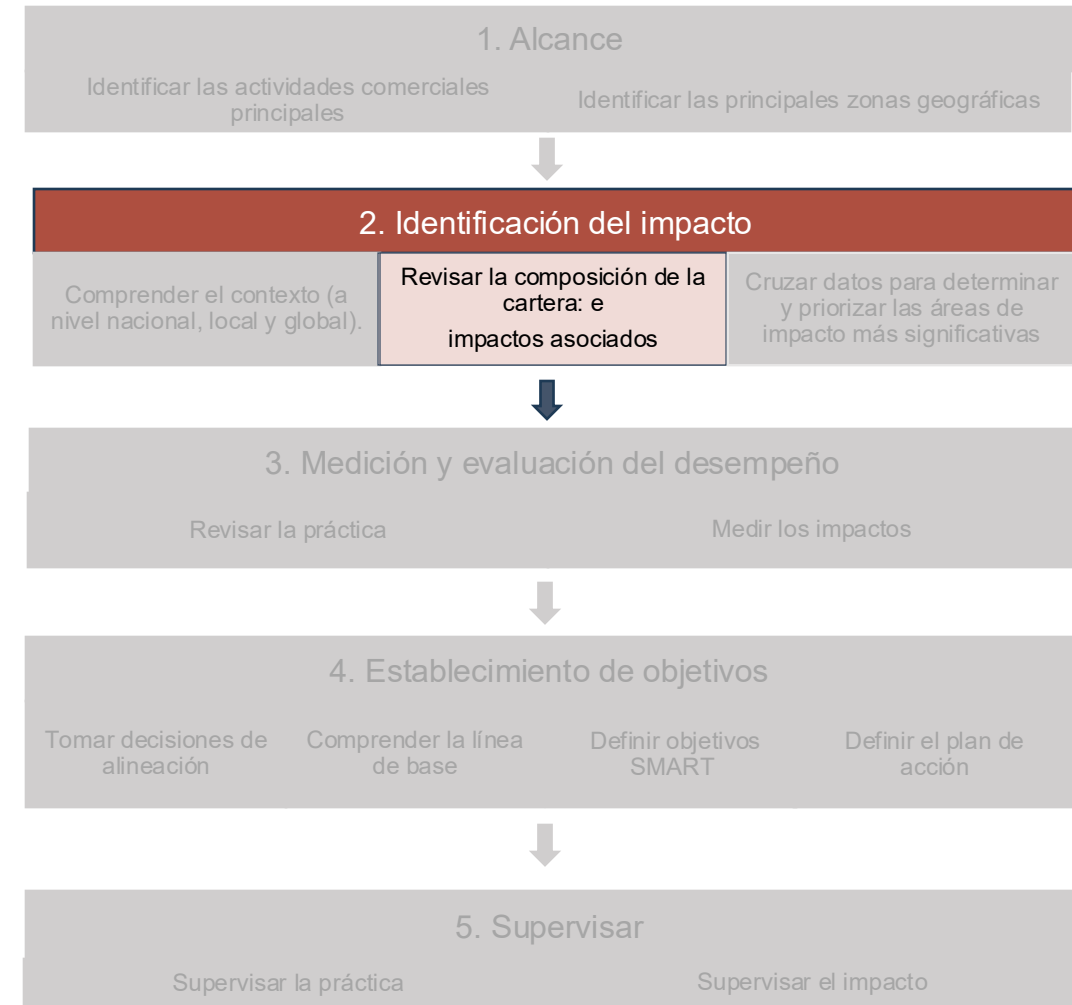 1. Alcance
Identificar las actividades comerciales
principales
Identificar las principales zonas geográficas
2. Identificación del impacto
Comprender el contexto (a
nivel nacional, local y global).
Revisar la composición de la
cartera: e
impactos asociados
Cruzar datos para determinar
y priorizar las áreas de
impacto más significativas
3. Medición y evaluación del desempeño
Revisar la práctica
Medir los impactos
4. Establecimiento de objetivos
Tomar decisiones de
alineación
Comprender la línea
de base
Definir objetivos
SMART
Definir el plan de
acción
5. Supervisar
Supervisar la práctica
Supervisar el impacto